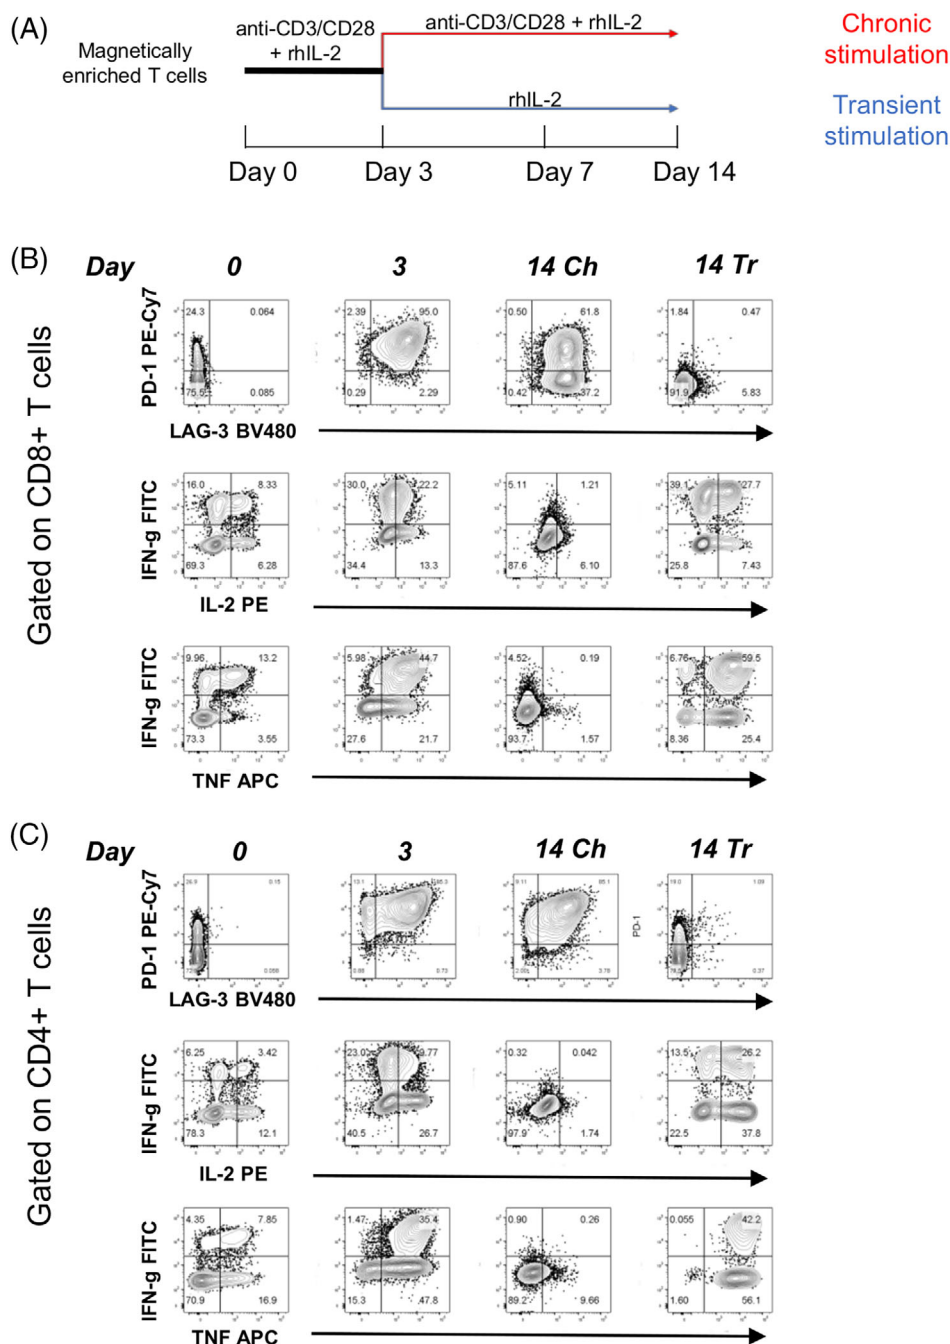 (A)
Magnetically
enriched T cells
anti-CD3/CD28
+ rhIL-2
anti-CD3/CD28 + rhIL-2
rhIL-2
Chronic
stimulation
Transient
stimulation
Day 0
Day 3
Day 7
Day 14
(B)
Day 0 3 14 Ch 14 Tr
Gated on CD8+ T cells
PD-1 PE-Cy7
24.3 0.064 2.39 95.0 0.50 61.8 1.84 0.47
75.5 0.085 0.29 2.29 0.42 37.2 91.9 5.83
LAG-3 BV480
IFN-g FITC
16.0 8.33 30.0 22.2 5.11 1.21 39.1 27.7
69.3 6.28 34.4 13.3 87.6 6.10 25.8 7.43
IL-2 PE
IFN-g FITC
9.96 13.2 5.98 44.7 4.52 0.19 6.76 59.5
73.3 3.55 27.6 21.7 93.7 1.57 8.36 25.4
TNF APC
(C)
Day 0 3 14 Ch 14 Tr
Gated on CD4+ T cells
PD-1 PE-Cy7
0.15 13.1 9.11 85.1 PD-1 19.0 1.09
0.73 3.78 0.37
LAG-3 BV480
IFN-g FITC
6.25 3.42 23.0 9.77 0.32 0.042 13.5 26.2
78.3 12.1 40.5 26.7 97.9 1.74 22.5 37.8
IL-2 PE
IFN-g FITC
4.35 7.85 1.47 35.4 0.90 0.26 0.055 42.2
70.9 16.9 15.3 47.8 89.2 9.66 1.60 56.1
TNF APC